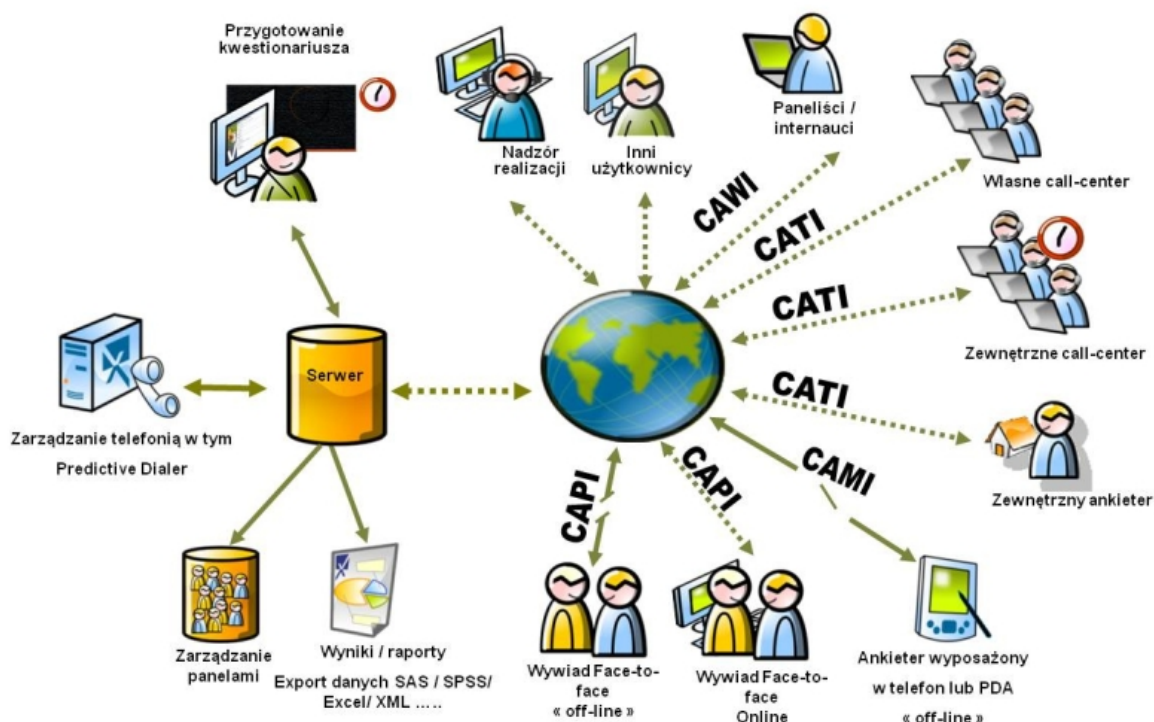 Przygotowanie
kwestionariusza
Nadzór
realizacji
Inni
użytkownicy
Paneliści /
internauci
Własne call-center
CAWI
CATI
CATI
Zewnętrzne call-center
CATI
Zewnętrzny ankieter
Serwer
Zarządzanie telefonią w tym
Predictive Dialer
CAPI
CAPI
CAMI
Zarządzanie
panelami
Wyniki / raporty
Export danych SAS / SPSS/
Excel/ XML .....
Wywiad Face-to-
face
« off-line »
Wywiad Face-to-
face
Online
Ankieter wyposażony
w telefon lub PDA
« off-line »